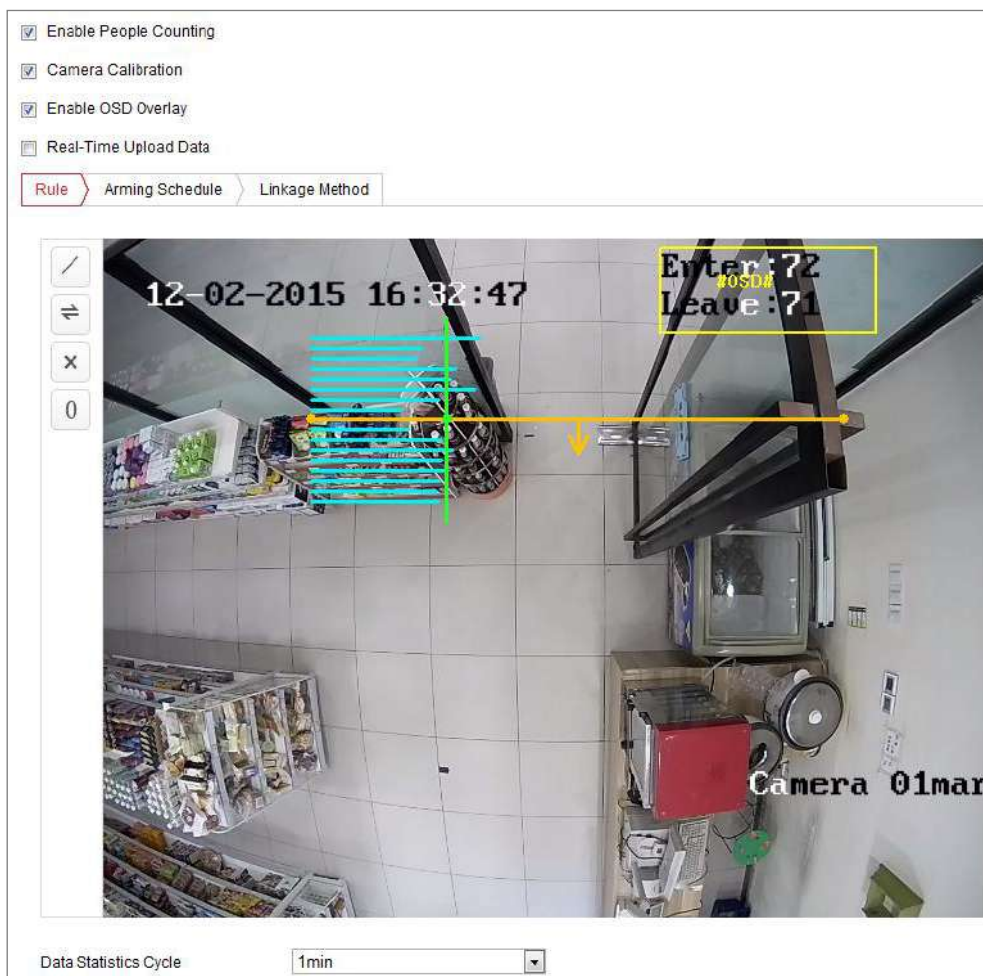 Enable People Counting
Camera Calibration
Enable OSD Overlay
Real-Time Upload Data
Rule
Arming Schedule
Linkage Method
12-02-2015 16:32:47
Enter:72
#OSD#
Leave:71
0
Camera 01mar
Data Statistics Cycle
1min